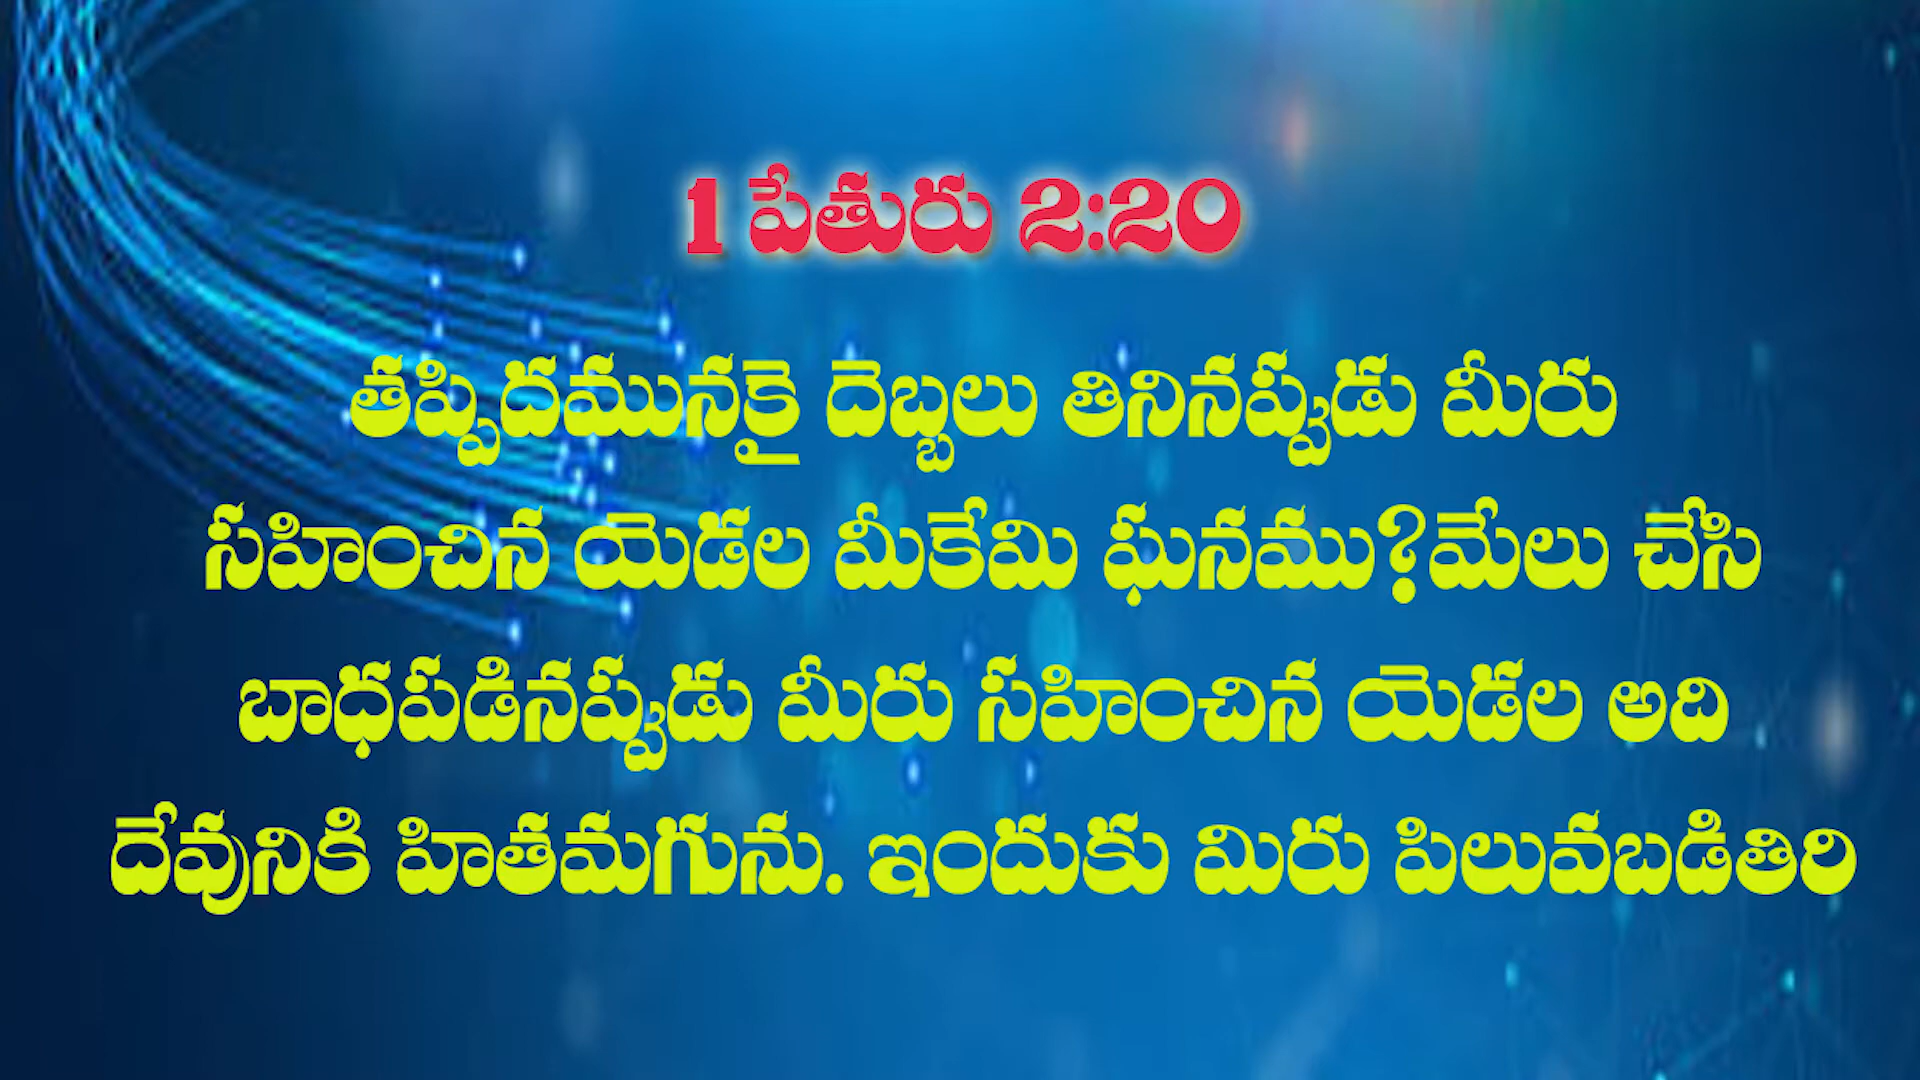 1 పేతురు 2:20
తప్పిదమునకై దెబ్బలు తినినప్పుడు మీరు
సహించిన యెడల మీకేమి ఘనము?మేలు చేసి
బాధపడినప్పుడు మీరు సహించిన యెడల అది
దేవునికి హితమగును. ఇందుకు మిరు పిలువబడితిరి